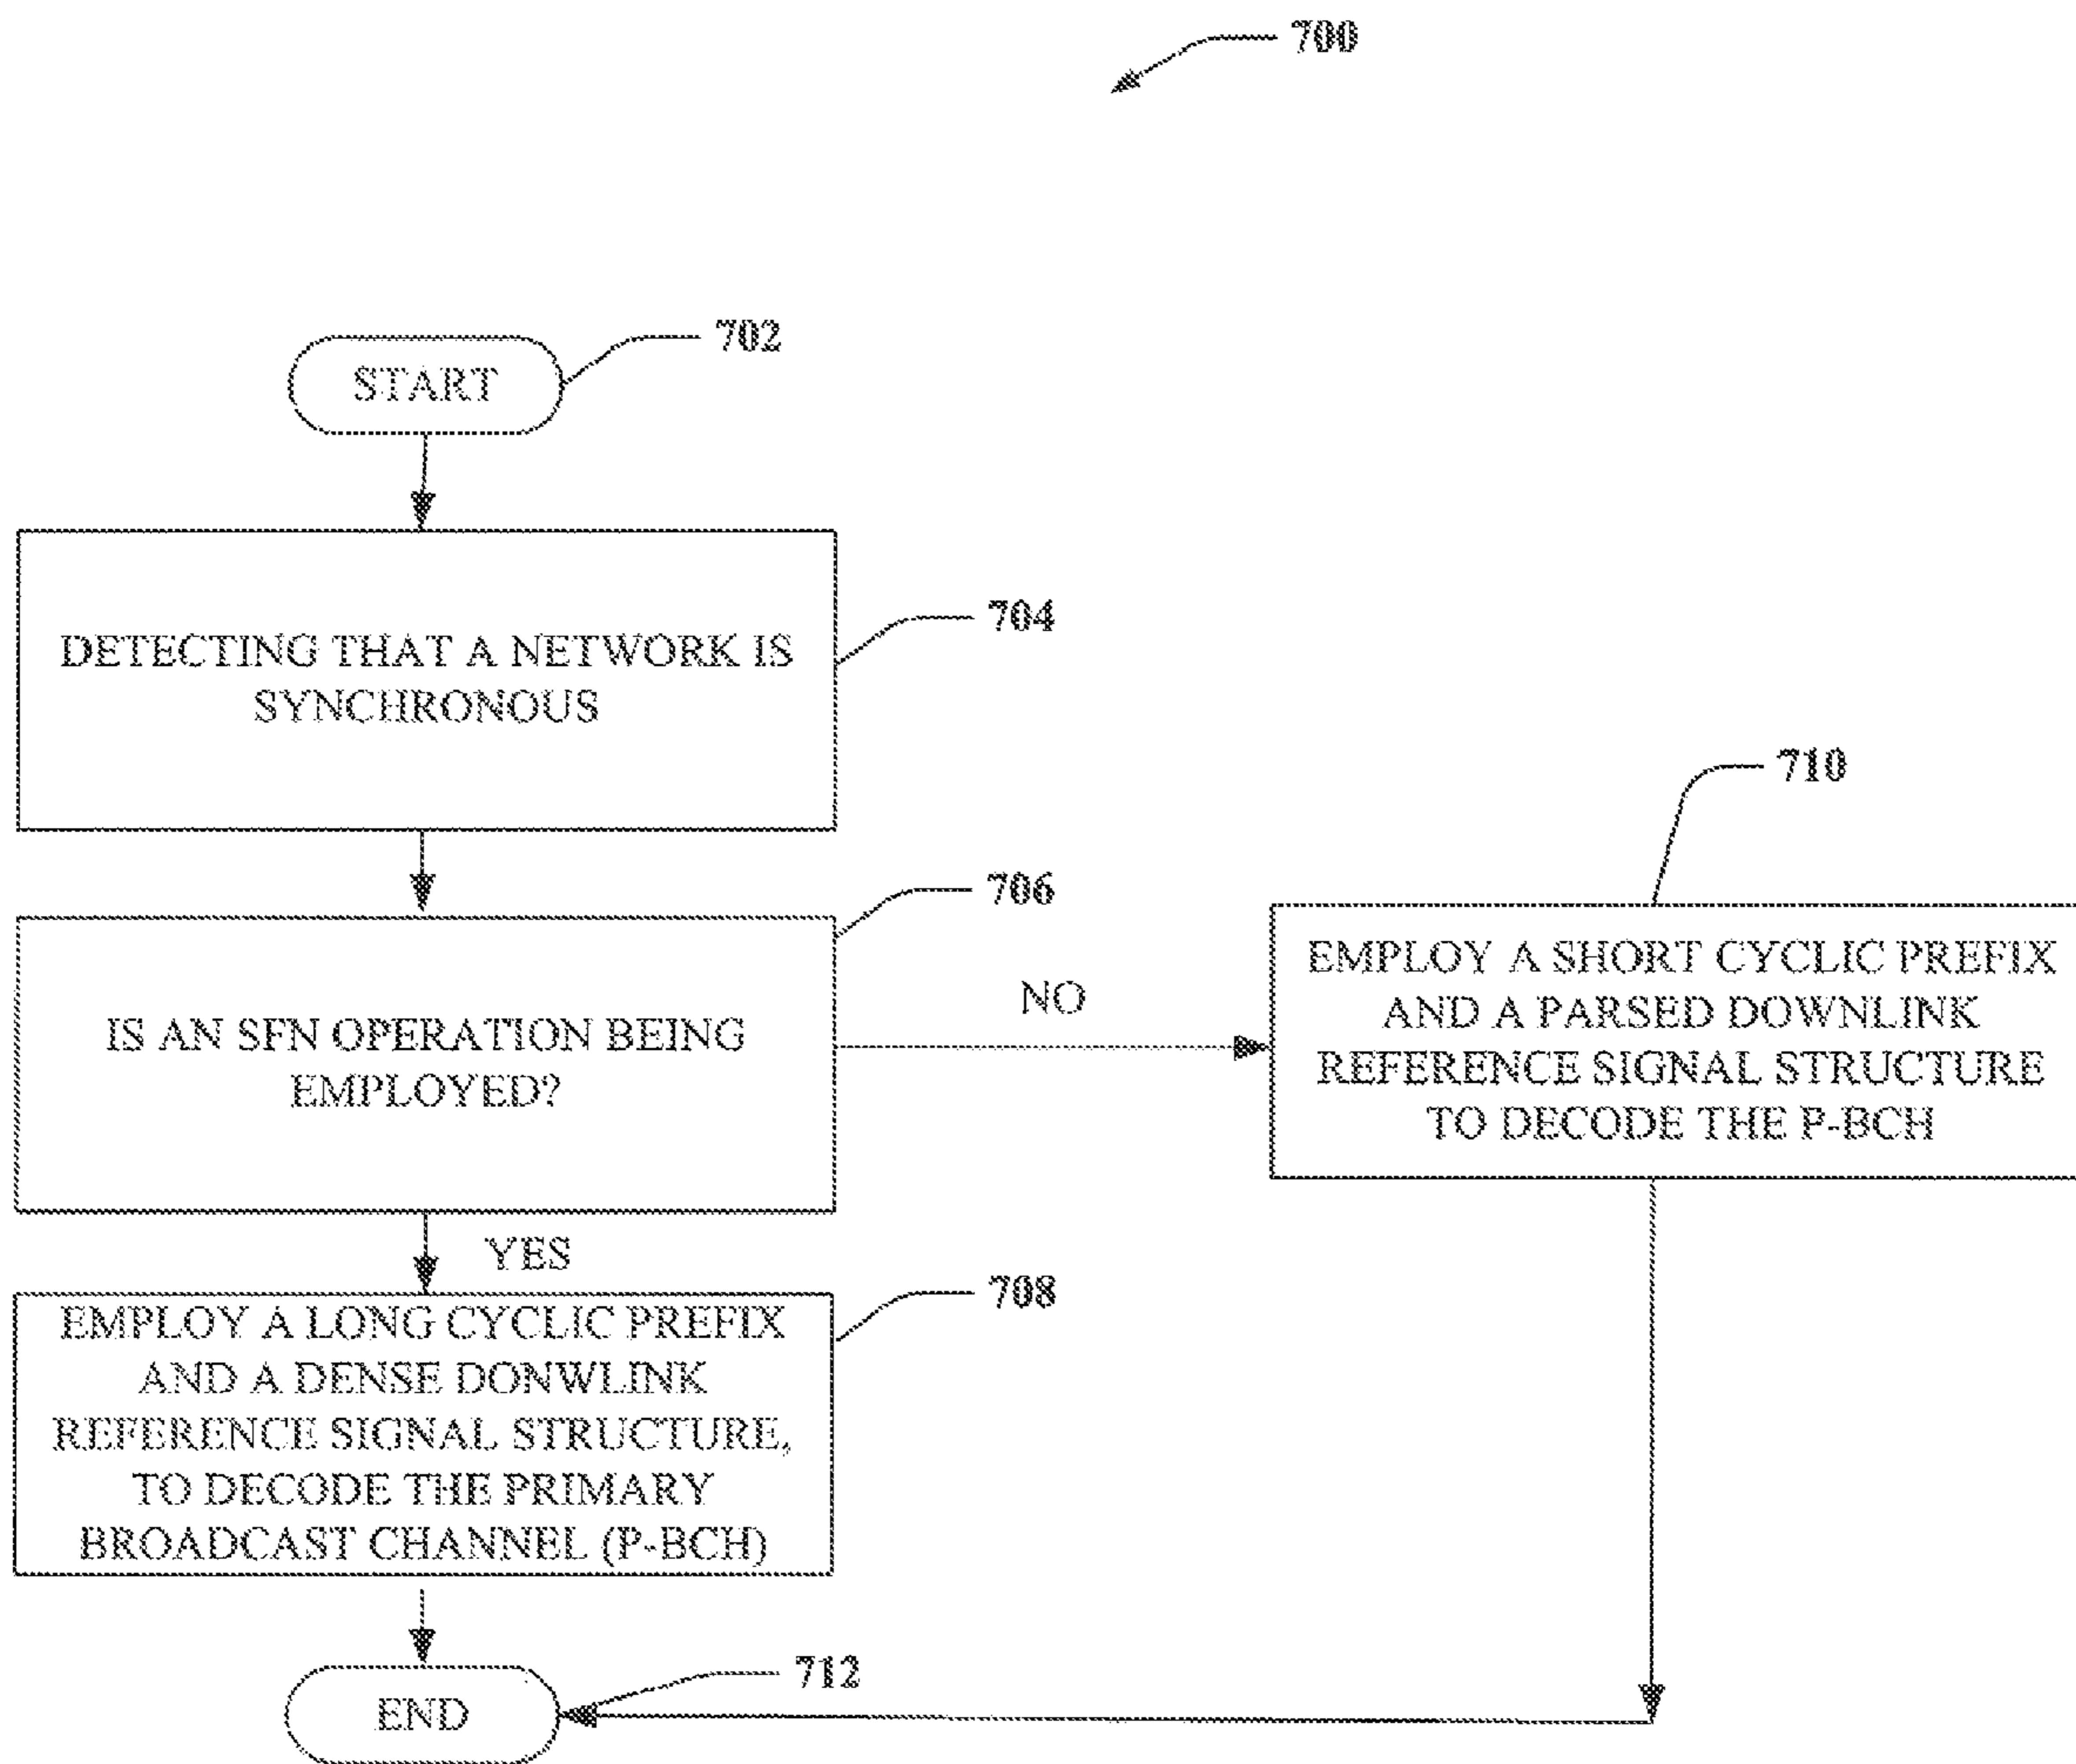 700
START
702
DETECTING THAT A NETWORK IS
SYNCHRONOUS
704
IS AN SFN OPERATION BEING
EMPLOYED?
706
NO
710
EMPLOY A SHORT CYCLIC PREFIX
AND A PARSED DOWNLINK
REFERENCE SIGNAL STRUCTURE
TO DECODE THE P-BCH
YES
EMPLOY A LONG CYCLIC PREFIX
AND A DENSE DONWLINK
REFERENCE SIGNAL STRUCTURE,
TO DECODE THE PRIMARY
BROADCAST CHANNEL (P-BCH)
708
END
712